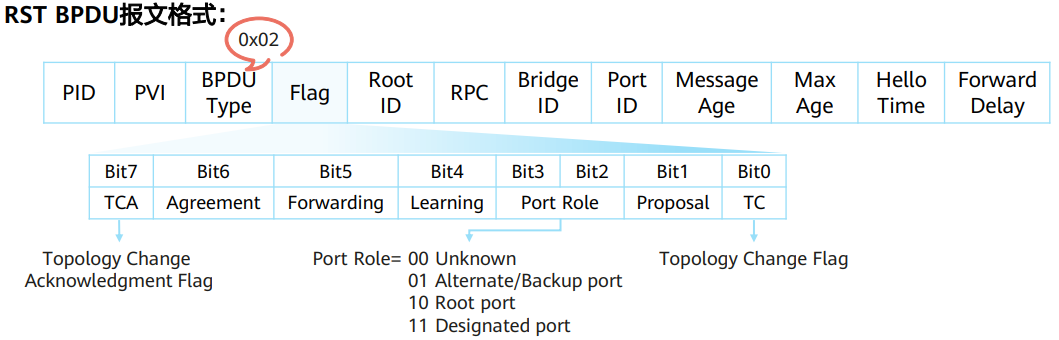 RST BPDU报文格式：
0x02
PID PVI BPDU Type Flag Root ID RPC Bridge ID Port ID Message Age Max Age Hello Time Forward Delay
Bit7 Bit6 Bit5 Bit4 Bit3 Bit2 Bit1 Bit0
TCA Agreement Forwarding Learning Port Role Proposal TC
Topology Change
Acknowledgment Flag
Port Role= 00 Unknown
01 Alternate/Backup port
10 Root port
11 Designated port
Topology Change Flag